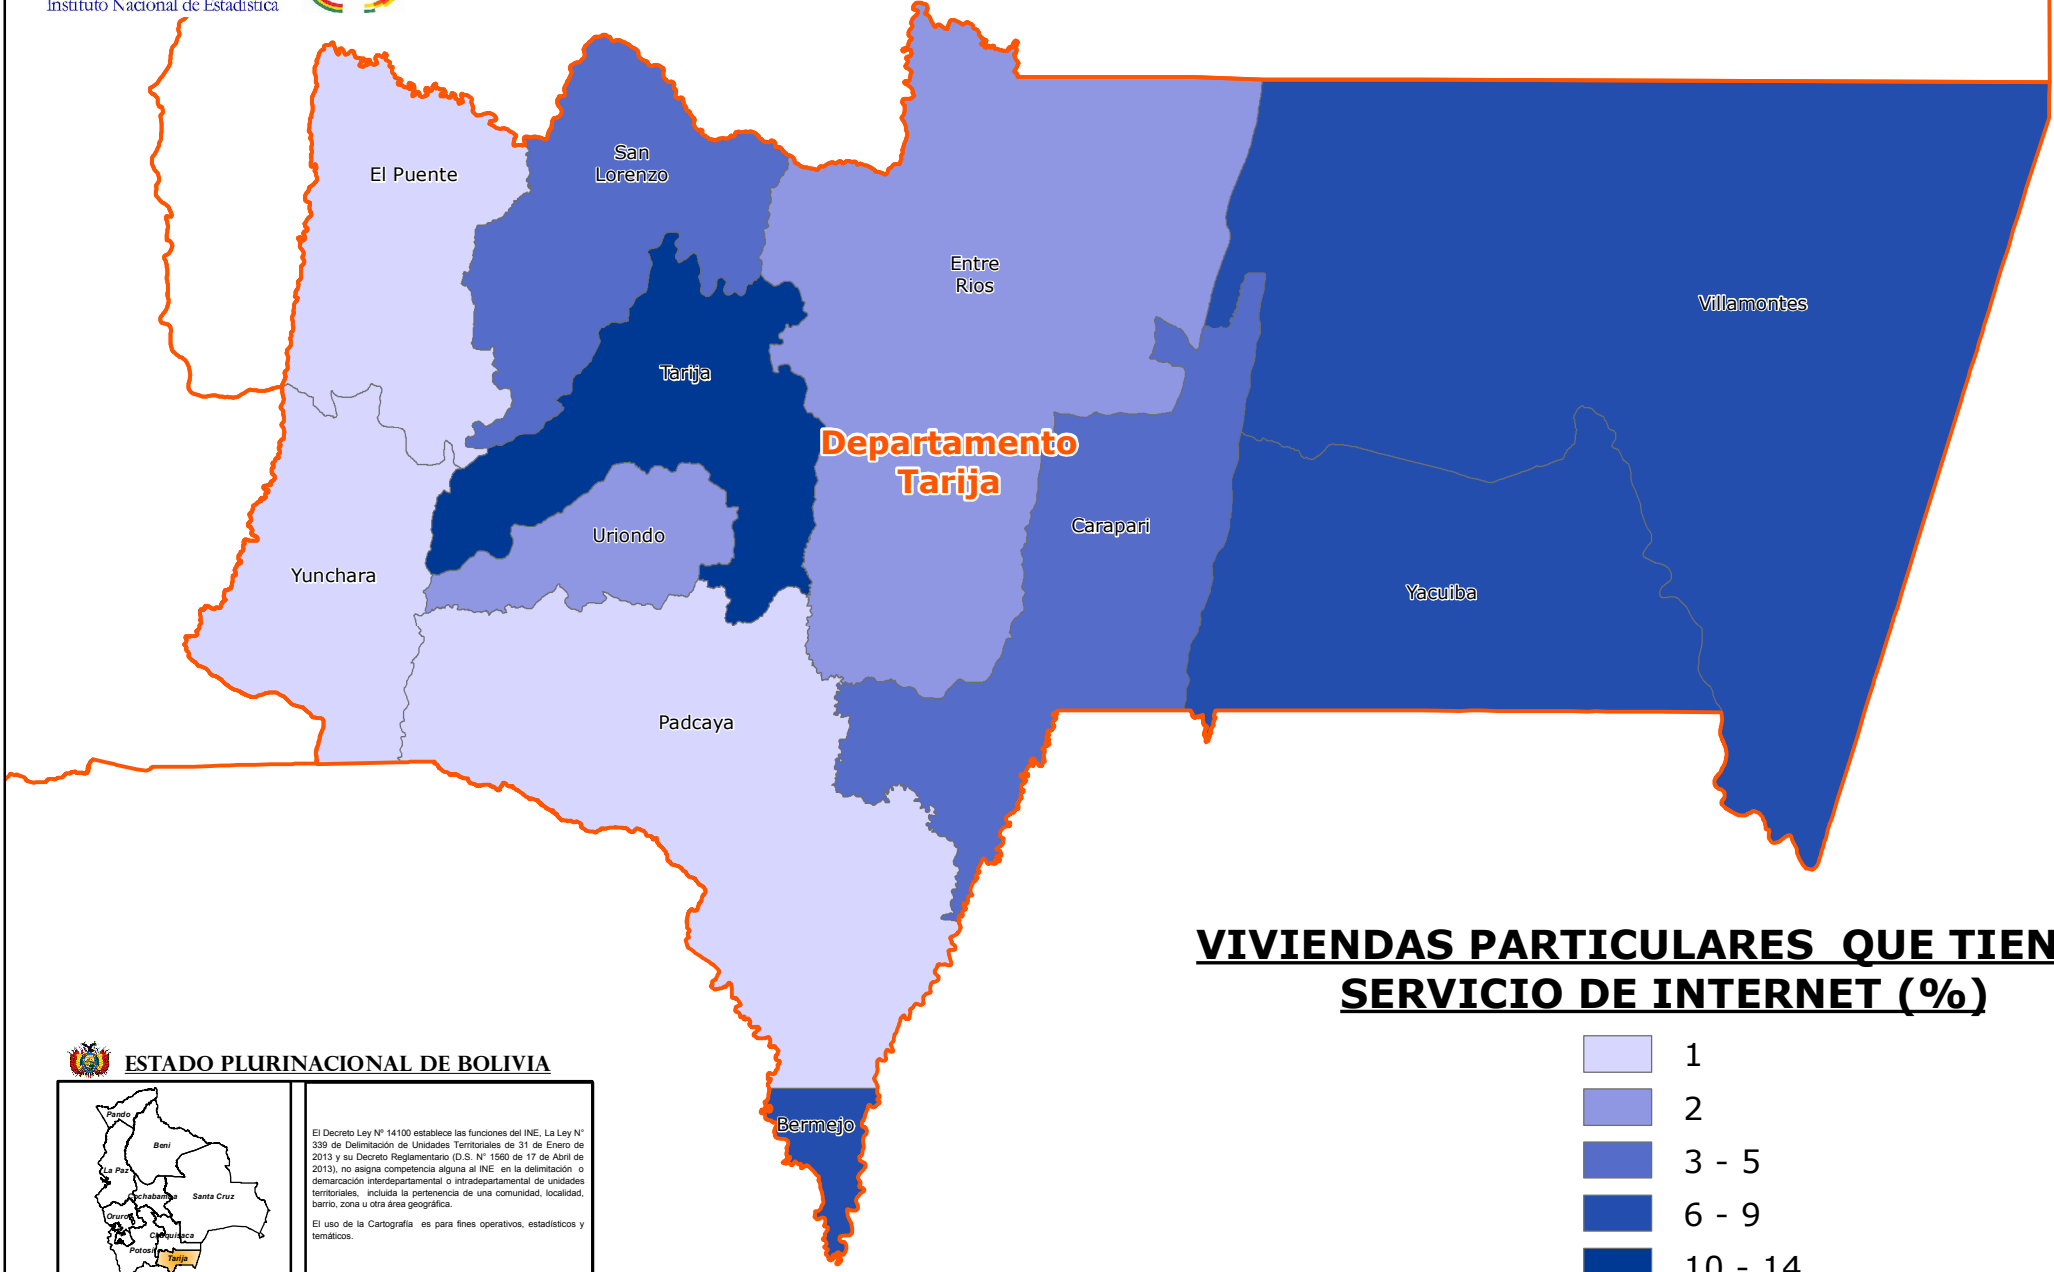 Instituto Nacional de Estadística
El Puente
San
Lorenzo
Entre
Rios
Villamontes
Tarija
Departamento
Tarija
Carapari
Uriondo
Yunchara
Yacuiba
Padcaya
Bermejo
VIVIENDAS PARTICULARES QUE TIEN
SERVICIO DE INTERNET (%)
1
2
3 - 5
6 - 9
10 - 14
ESTADO PLURINACIONAL DE BOLIVIA
Pando
Beni
La Paz
Santa Cruz
Oruro
Potosí
Tarija
El Decreto Ley Nº 14100 establece las funciones del INE, La Ley N°
339 de Delimitación de Unidades Territoriales de 31 de Enero de
2013 y su Decreto Reglamentario (D.S. N° 1560 de 17 de Abril de
2013), no asigna competencia alguna al INE en la delimitación o
demarcación interdepartamental o intradepartamental de unidades
territoriales, incluida la pertenencia de una comunidad, localidad,
barrio, zona u otra área geográfica.
El uso de la Cartografía es para fines operativos, estadísticos y
temáticos.